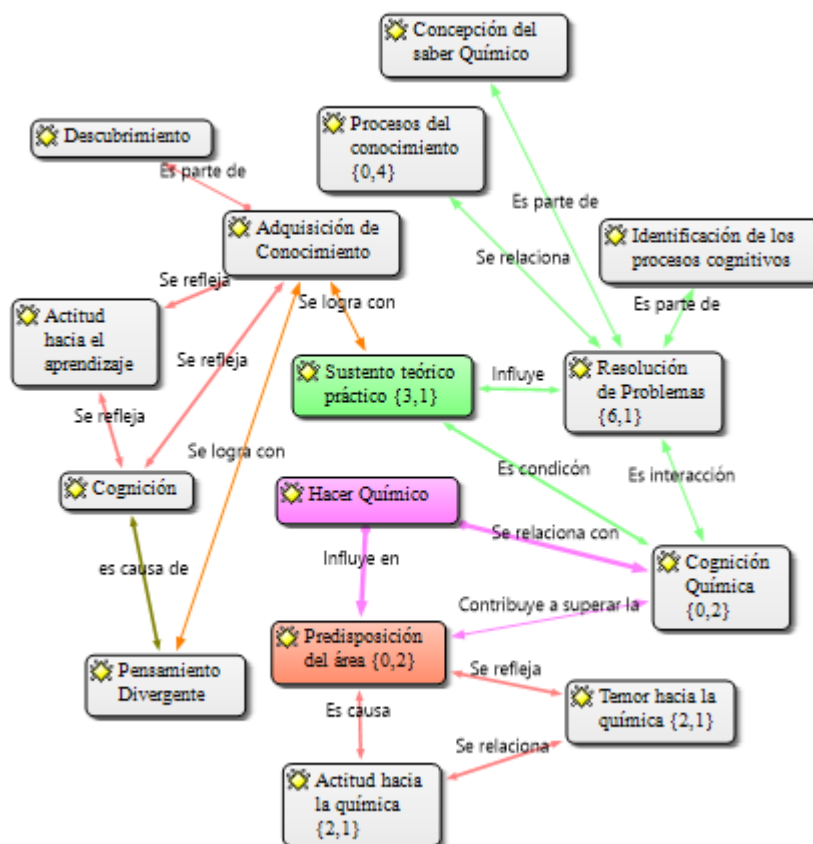 Concepción del
saber Químico
Procesos del
conocimiento
{0,4}
Descubrimiento
Es parte de
Es parte de
Adquisición de
Conocimiento
Identificación de los
procesos cognitivos
Se relaciona
Se refleja
Se logra con
Es parte de
Actitud
hacia el
aprendizaje
Se refleja
Sustento teórico
práctico {3,1}
Influye
Resolución
de Problemas
{6,1}
Se refleja
Se logra con
Es condicón
Es interacción
Cognición
Hacer Químico
Se relaciona con
Influye en
es causa de
Cognición
Química
{0,2}
Contribuye a superar la
Predisposición
del área {0,2}
Pensamiento
Divergente
Se refleja
Temor hacia la
química {2,1}
Es causa
Se relaciona
Actitud hacia
la química
{2,1}